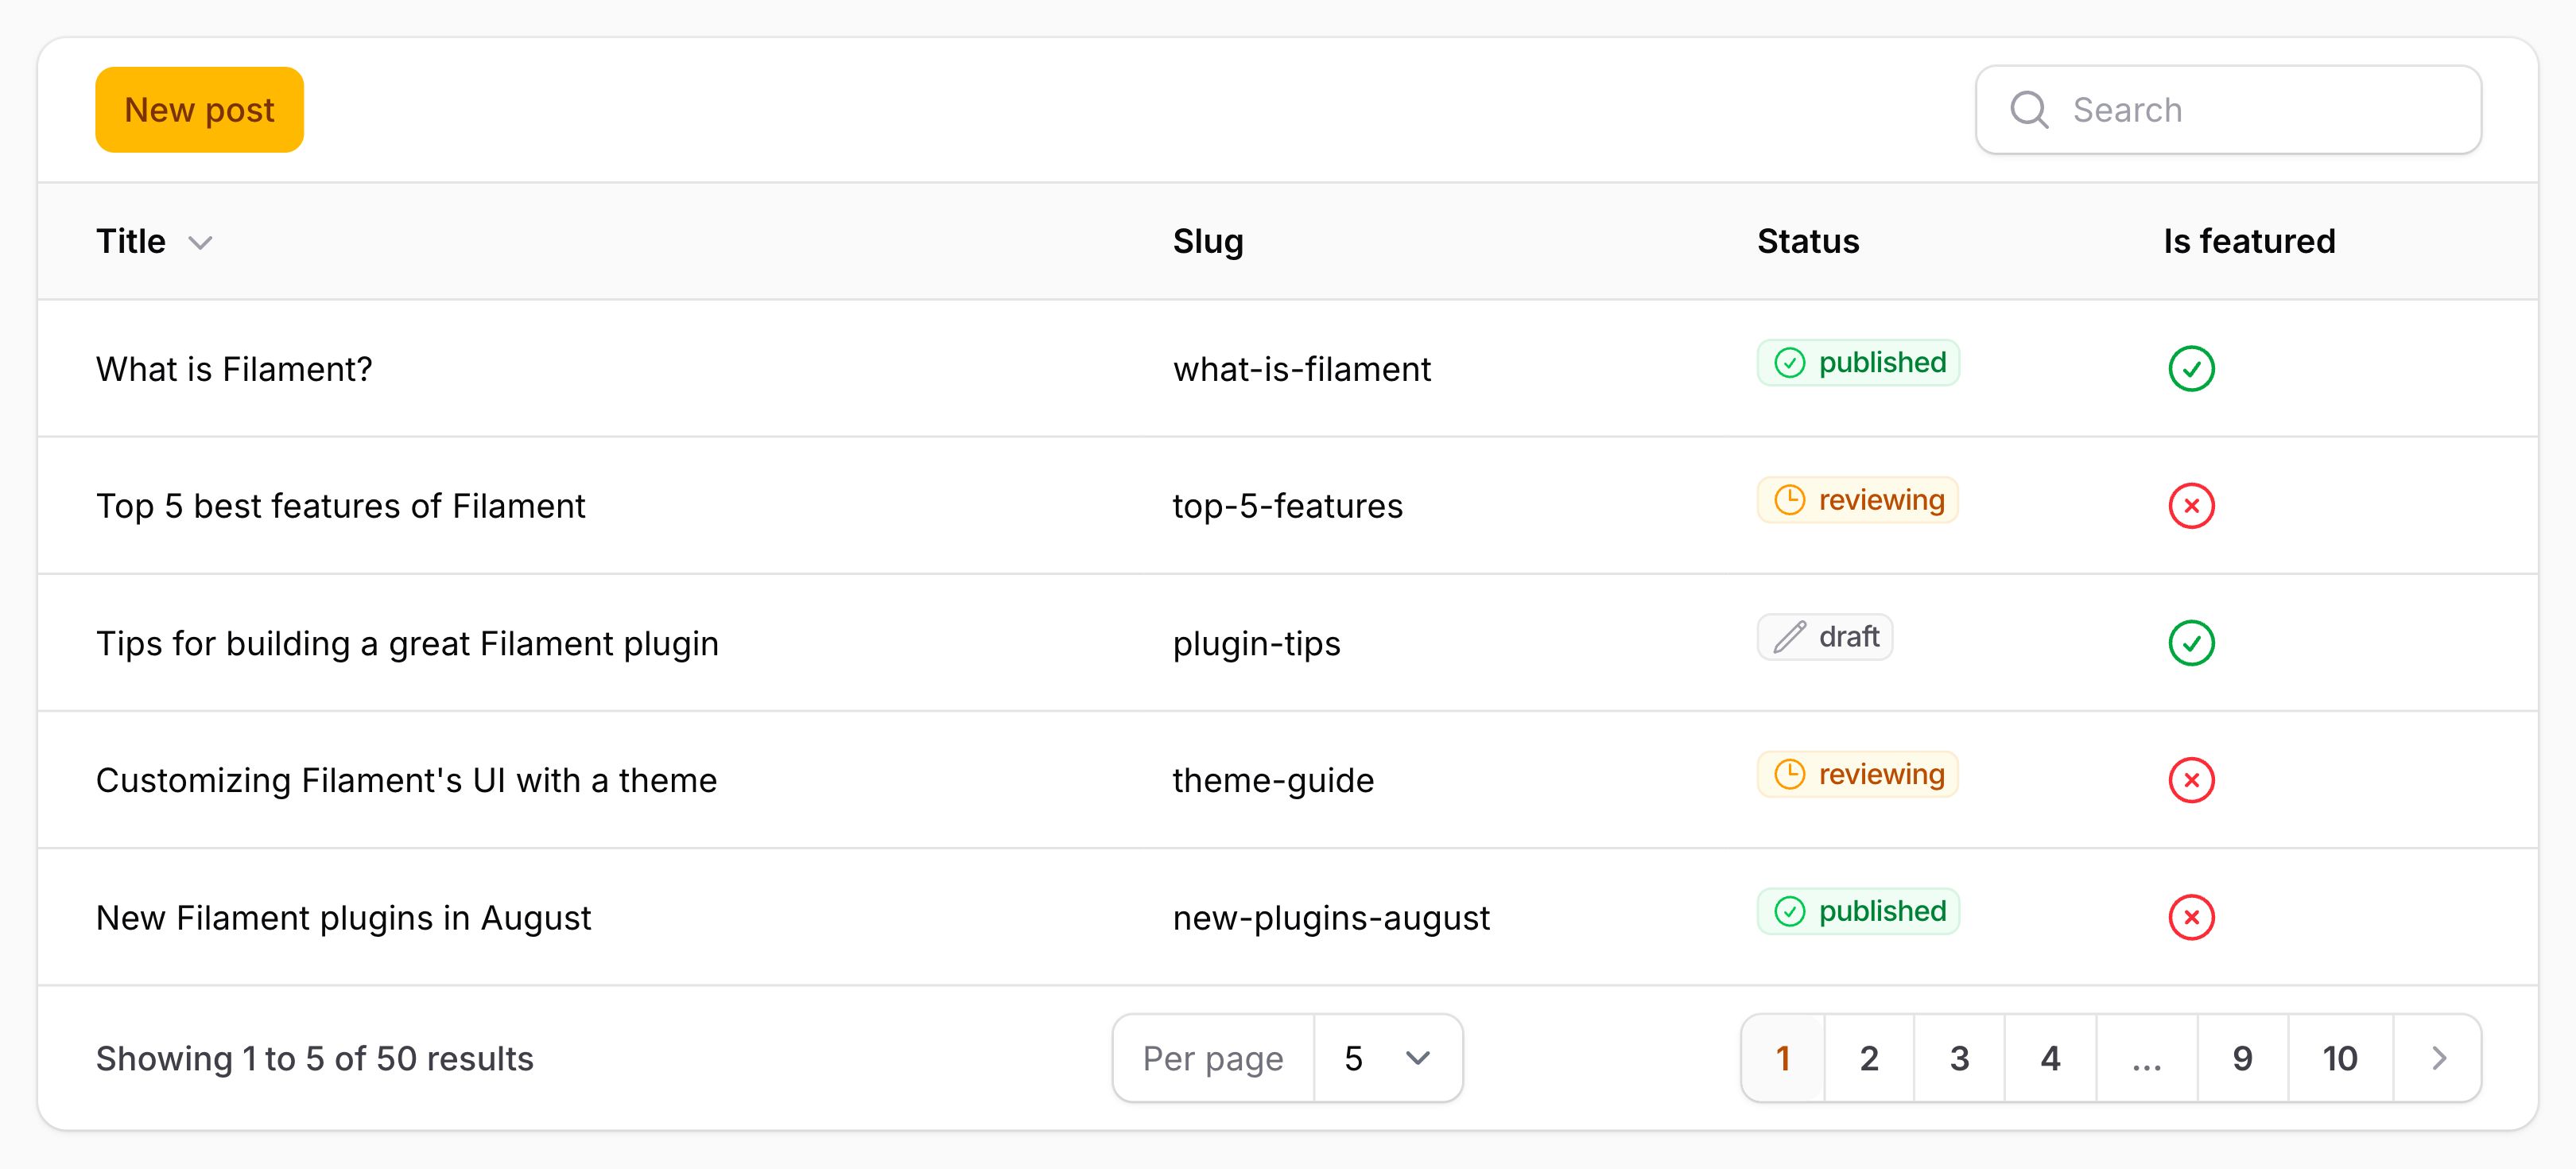 New post
Search
Title Slug Status Is featured
What is Filament? what-is-filament published
Top 5 best features of Filament top-5-features reviewing
Tips for building a great Filament plugin plugin-tips draft
Customizing Filament's UI with a theme theme-guide reviewing
New Filament plugins in August new-plugins-august published
Showing 1 to 5 of 50 results Per page 5 1 2 3 4 ... 9 10